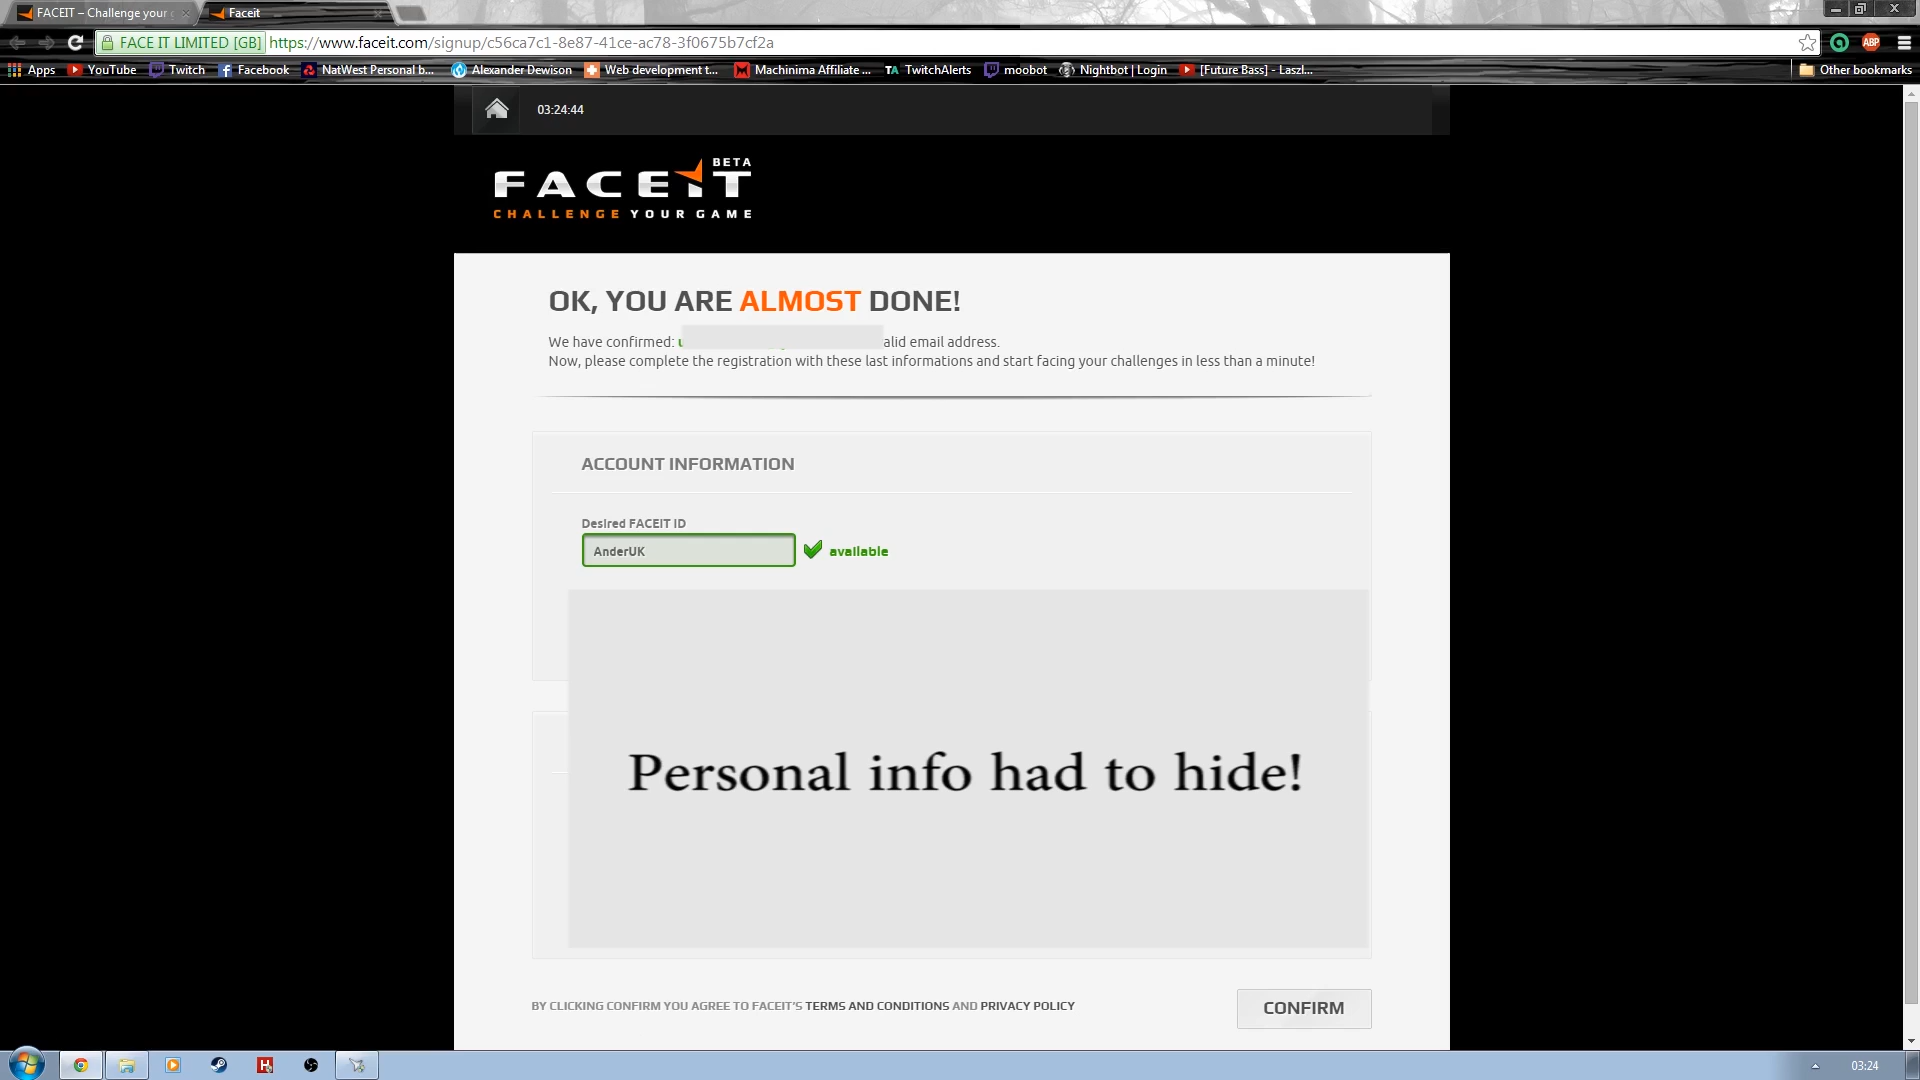 FACEIT – Challenge your g
Faceit
FACE IT LIMITED [GB] https://www.faceit.com/signup/c56ca7c1-8e87-41ce-ac78-3f0675b7cf2a
ABP
Apps YouTube Twitch Facebook NatWest Personal b... Alexander Dewison Web development t... Machinima Affiliate ... TA TwitchAlerts moobot Nightbot | Login [Future Bass] - Laszl... Other bookmarks
03:24:44
BETA
FACEIT
CHALLENGE YOUR GAME
OK, YOU ARE ALMOST DONE!
We have confirmed: alid email address.
Now, please complete the registration with these last informations and start facing your challenges in less than a minute!
ACCOUNT INFORMATION
Desired FACEIT ID
AnderUK available
Personal info had to hide!
BY CLICKING CONFIRM YOU AGREE TO FACEIT'S TERMS AND CONDITIONS AND PRIVACY POLICY
CONFIRM
03:24